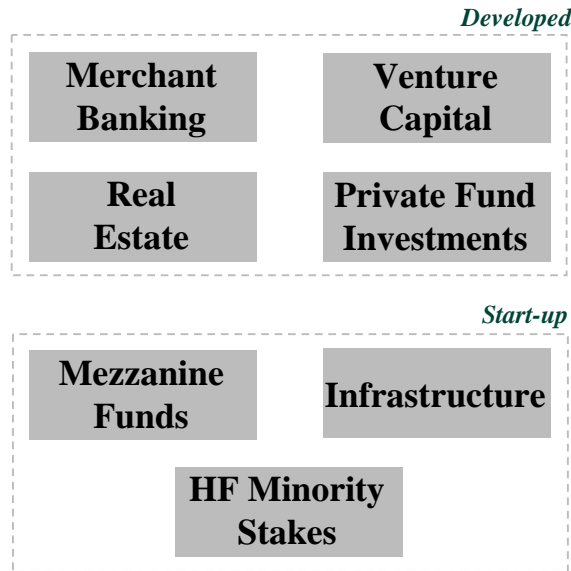 Developed
Merchant
Banking
Venture
Capital
Real
Estate
Private Fund
Investments
Start-up
Mezzanine
Funds
Infrastructure
HF Minority
Stakes